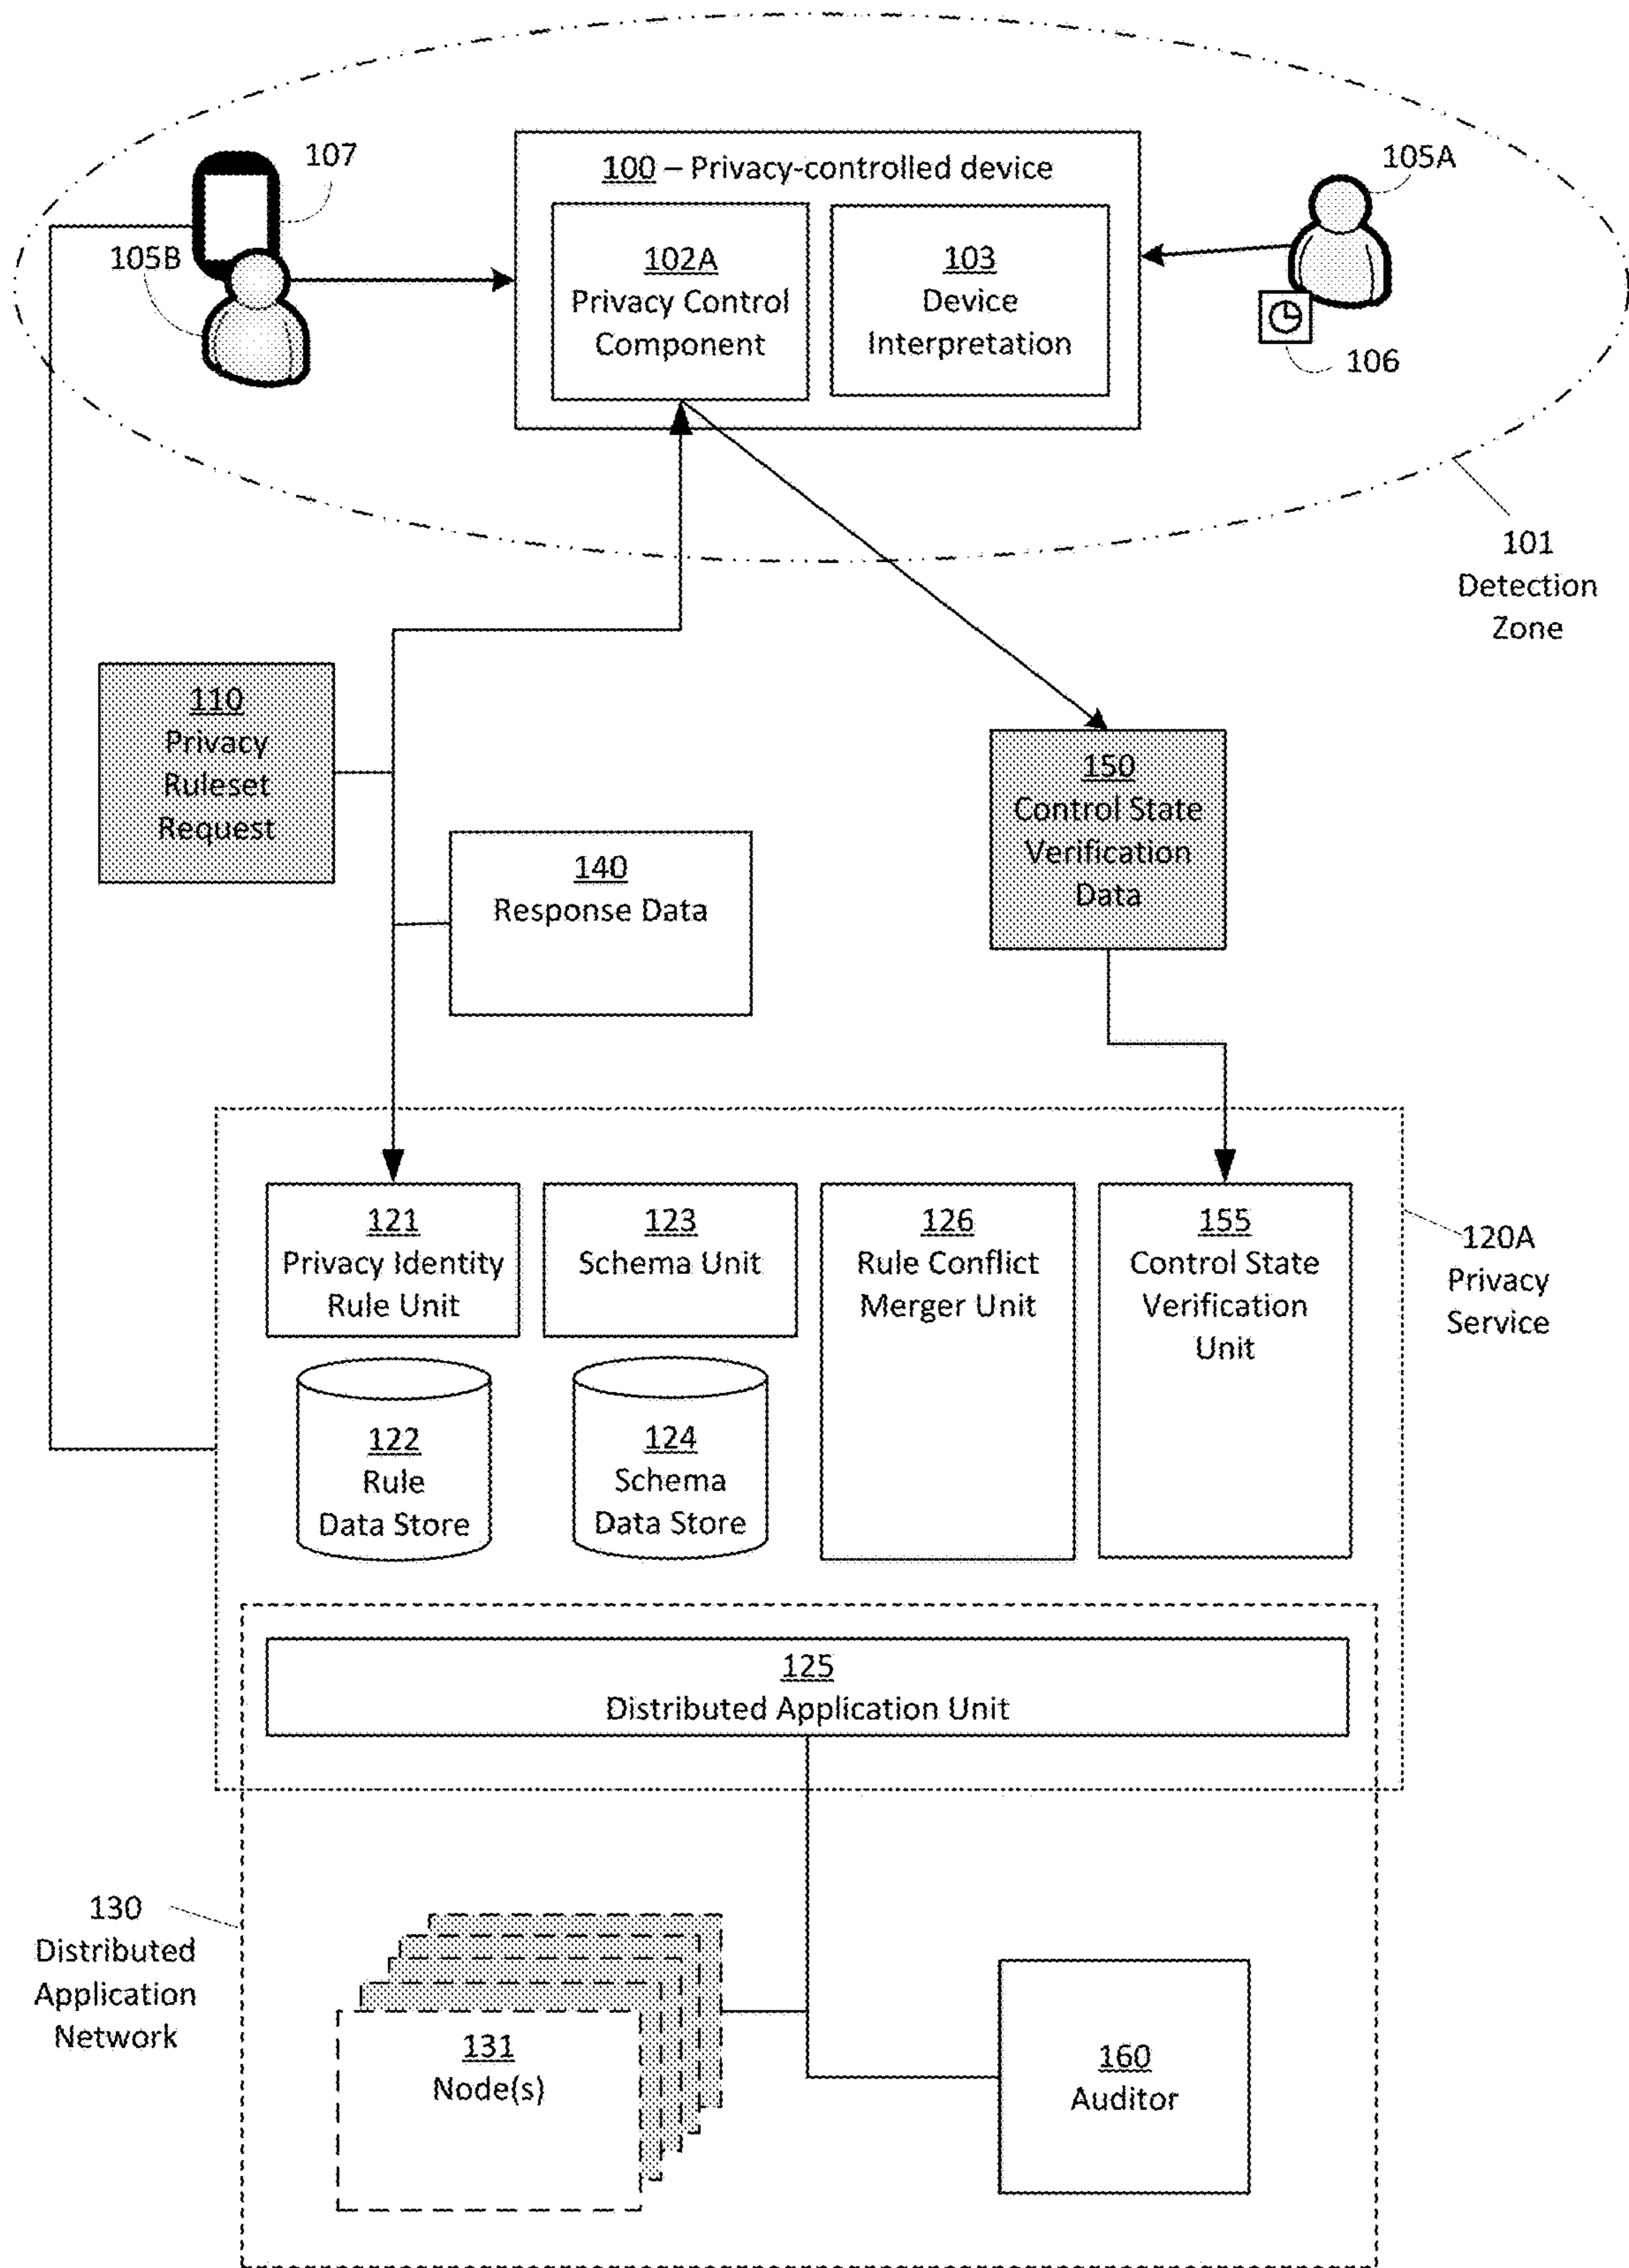 107
105A
100 – Privacy-controlled device
105B
102A
Privacy Control
Component
103
Device
Interpretation
106
101
Detection
Zone
110
Privacy
Ruleset
Request
140
Response Data
150
Control State
Verification
Data
121
Privacy Identity
Rule Unit
123
Schema Unit
126
Rule Conflict
Merger Unit
155
Control State
Verification
Unit
120A
Privacy
Service
122
Rule
Data Store
124
Schema
Data Store
125
Distributed Application Unit
130
Distributed
Application
Network
131
Node(s)
160
Auditor